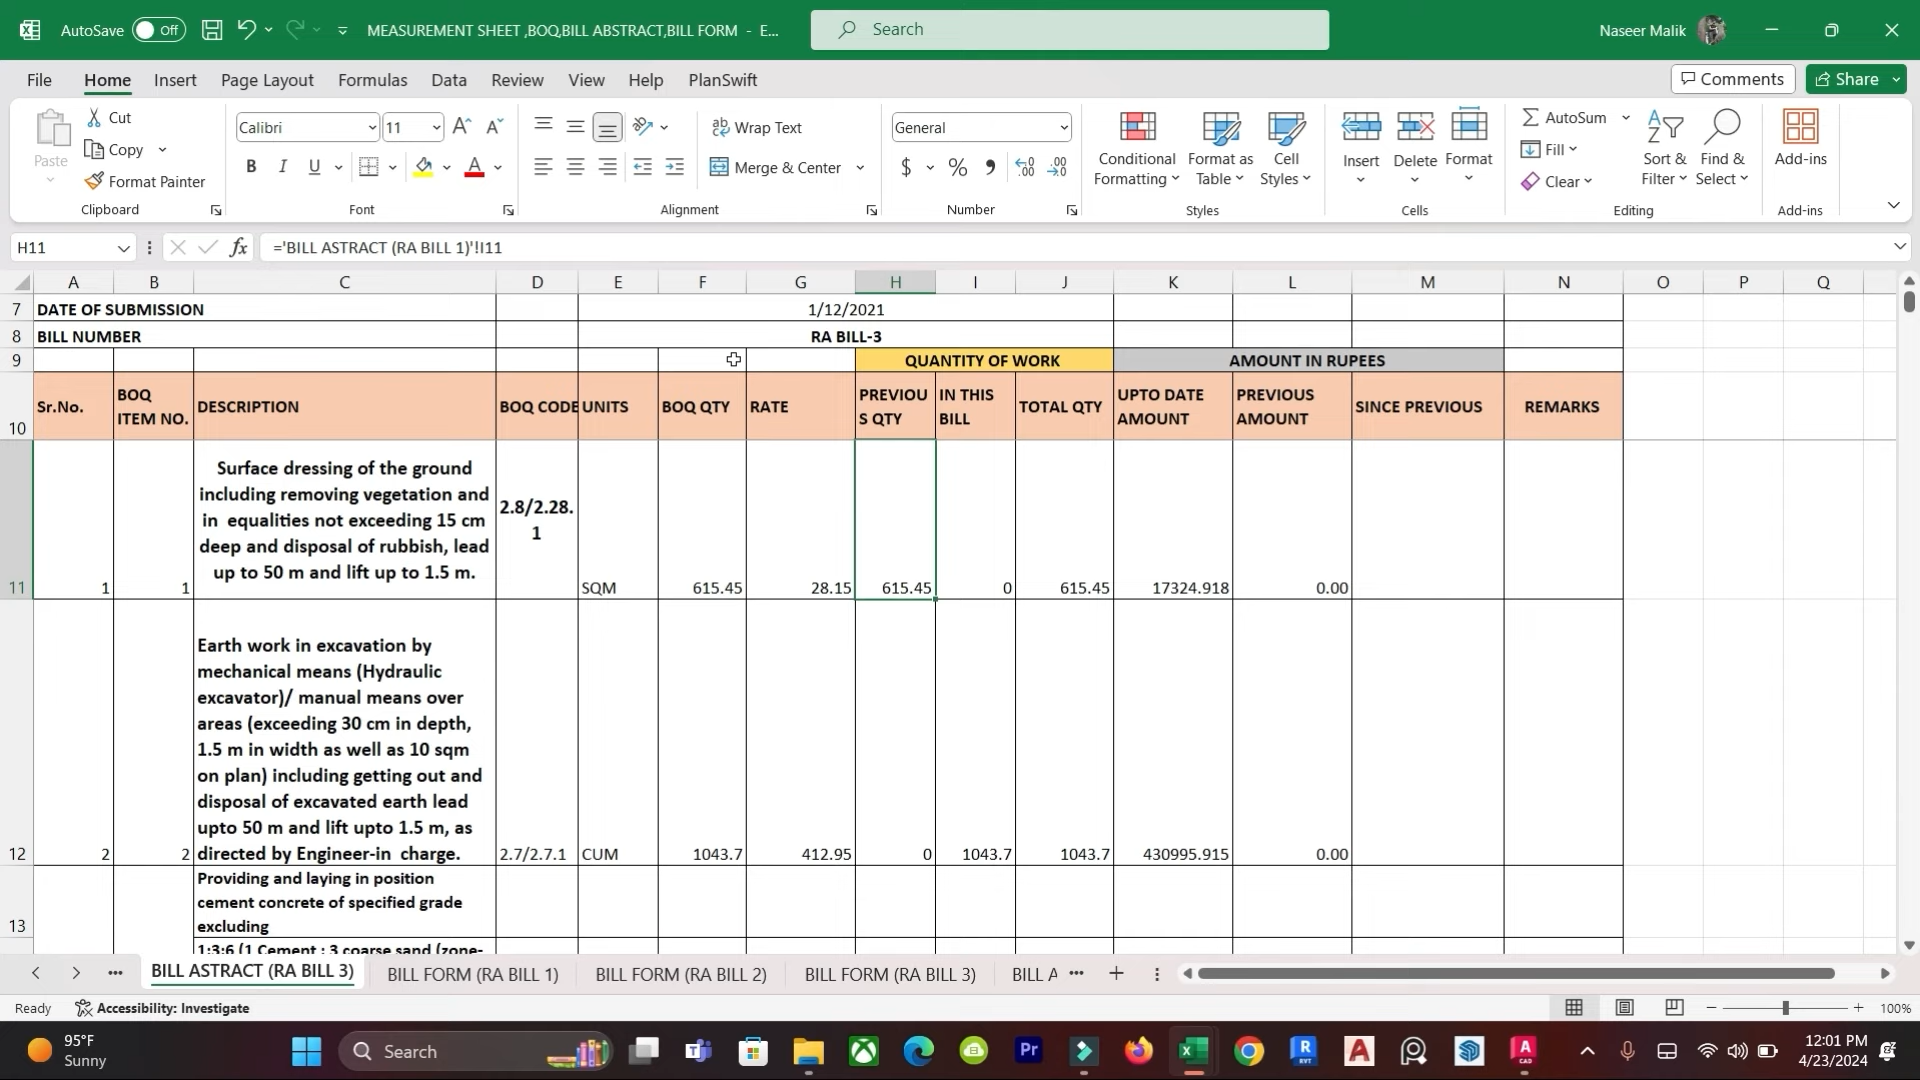 AutoSave Off MEASUREMENT SHEET ,BOQ,BILL ABSTRACT,BILL FORM - E... Search Naseer Malik
File Home Insert Page Layout Formulas Data Review View Help PlanSwift Comments Share
Paste Cut Copy Format Painter Clipboard
Calibri 11 B I U A Font
Wrap Text Merge & Center Alignment
General $ % Number
Conditional Formatting Format as Table Cell Styles Styles
Insert Delete Format Cells
AutoSum Fill Clear Sort & Filter Find & Select Editing
Add-ins Add-ins
H11 fx ='BILL ASTRACT (RA BILL 1)'!I11
A B C D E F G H I J K L M N O P Q
7 DATE OF SUBMISSION 1/12/2021
8 BILL NUMBER RA BILL-3
9 QUANTITY OF WORK AMOUNT IN RUPEES
10 Sr.No. BOQ ITEM NO. DESCRIPTION BOQ CODE UNITS BOQ QTY RATE PREVIOU S QTY IN THIS BILL TOTAL QTY UPTO DATE AMOUNT PREVIOUS AMOUNT SINCE PREVIOUS REMARKS
Surface dressing of the ground
including removing vegetation and
in equalities not exceeding 15 cm
deep and disposal of rubbish, lead
up to 50 m and lift up to 1.5 m.
2.8/2.28.
1
11 1 1 SQM 615.45 28.15 615.45 0 615.45 17324.918 0.00
Earth work in excavation by
mechanical means (Hydraulic
excavator)/ manual means over
areas (exceeding 30 cm in depth,
1.5 m in width as well as 10 sqm
on plan) including getting out and
disposal of excavated earth lead
upto 50 m and lift upto 1.5 m, as
directed by Engineer-in charge.
12 2 2 2.7/2.7.1 CUM 1043.7 412.95 0 1043.7 1043.7 430995.915 0.00
13 Providing and laying in position
cement concrete of specified grade
excluding
1:3:6 (1 Cement : 3 coarse sand (zone-
BILL ASTRACT (RA BILL 3) BILL FORM (RA BILL 1) BILL FORM (RA BILL 2) BILL FORM (RA BILL 3) BILL A
Ready Accessibility: Investigate 100%
95°F
Sunny
Search
12:01 PM
4/23/2024